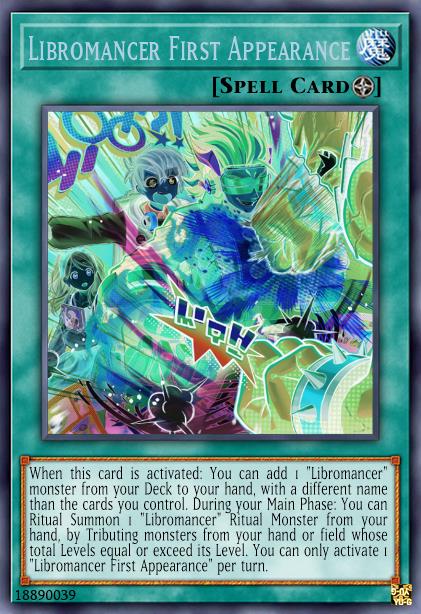 LIBROMANCER FIRST APPEARANCE 魔
[SPELL CARD]
When this card is activated: You can add 1 "Libromancer"
monster from your Deck to your hand, with a different name
than the cards you control. During your Main Phase: You can
Ritual Summon 1 "Libromancer" Ritual Monster from your
hand, by Tributing monsters from your hand or field whose
total Levels equal or exceed its Level. You can only activate 1
"Libromancer First Appearance" per turn.
18890039